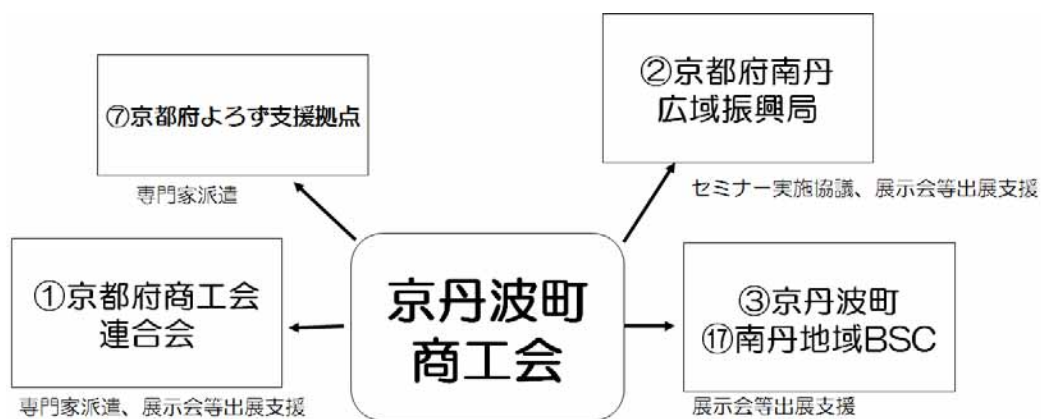 ⑦京都府よろず支援拠点
専門家派遣
②京都府南丹
広域振興局
セミナー実施協議、展示会等出展支援
①京都府商工会
連合会
専門家派遣、展示会等出展支援
京丹波町
商工会
③京丹波町
⑰南丹地域BSC
展示会等出展支援